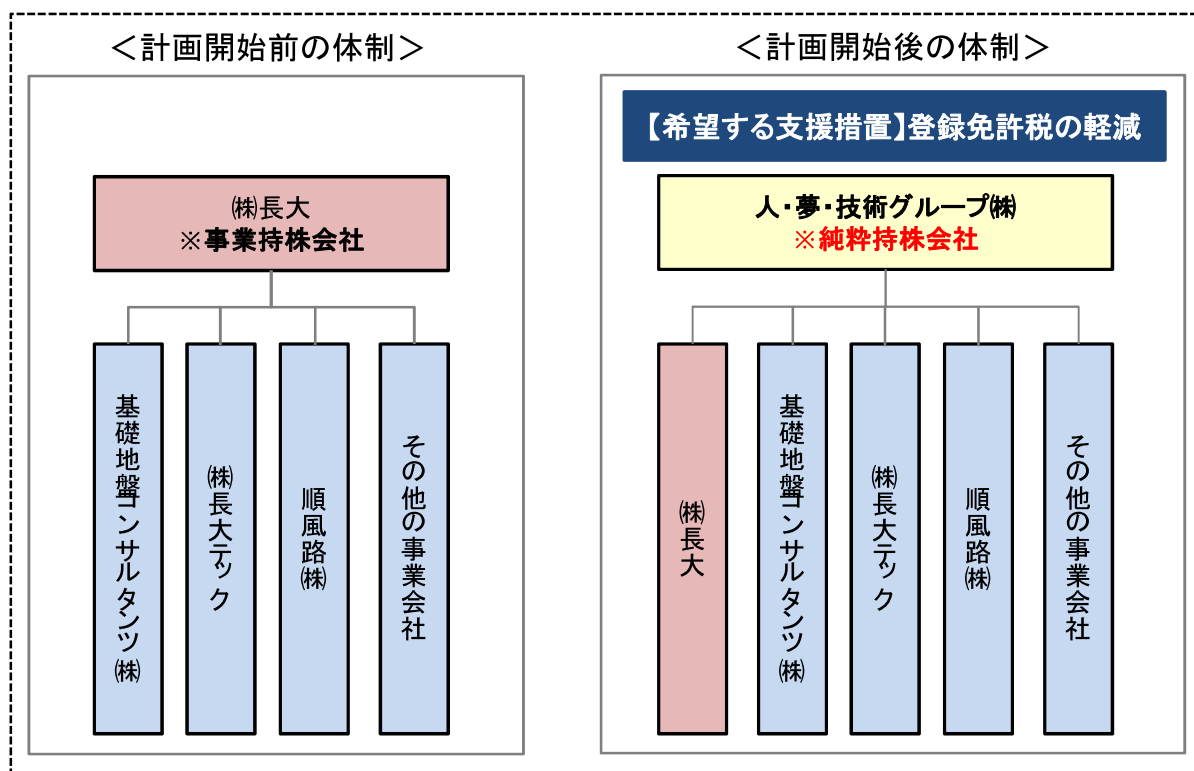 ＜計画開始前の体制＞
㈱長大
※事業持株会社
基礎地盤コンサルタンツ㈱
㈱長大テック
順風路㈱
その他の事業会社
＜計画開始後の体制＞
【希望する支援措置】登録免許税の軽減
人・夢・技術グループ㈱
※純粋持株会社
㈱長大
基礎地盤コンサルタンツ㈱
㈱長大テック
順風路㈱
その他の事業会社